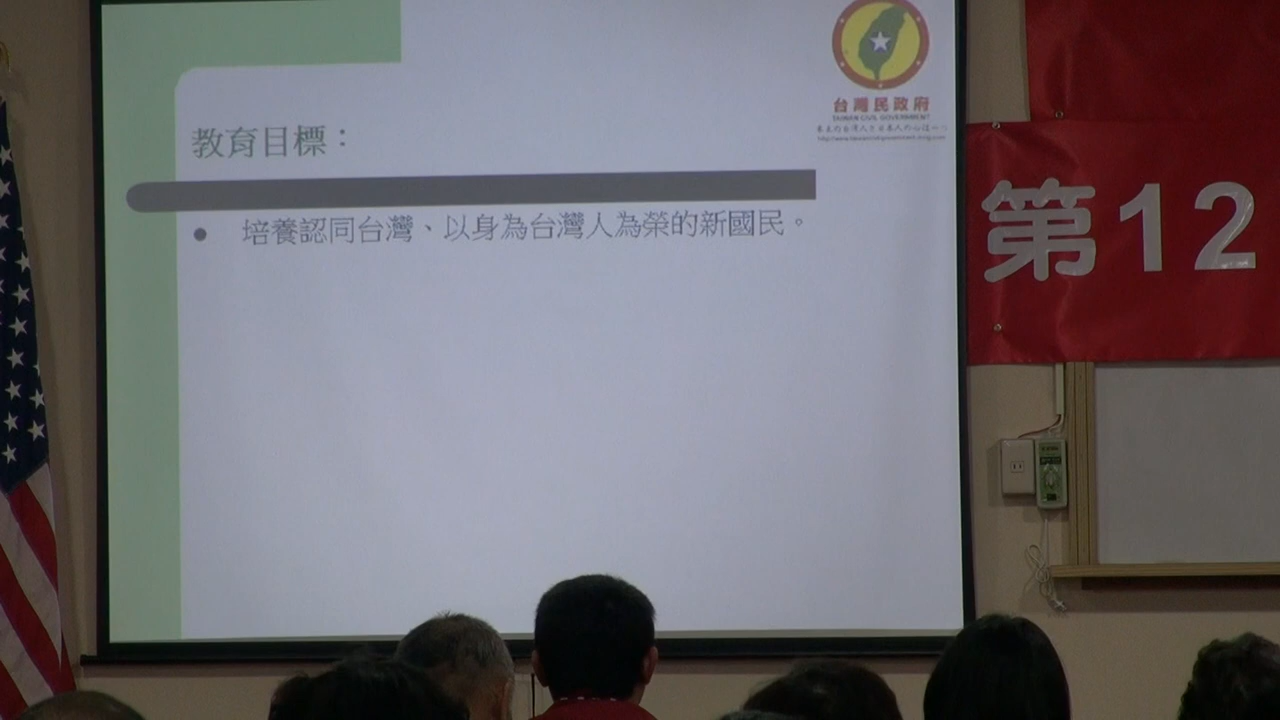 台灣民政府
TAIWAN CIVIL GOVERNMENT
教育目標：
● 培養認同台灣、以身為台灣人為榮的新國民。
第12